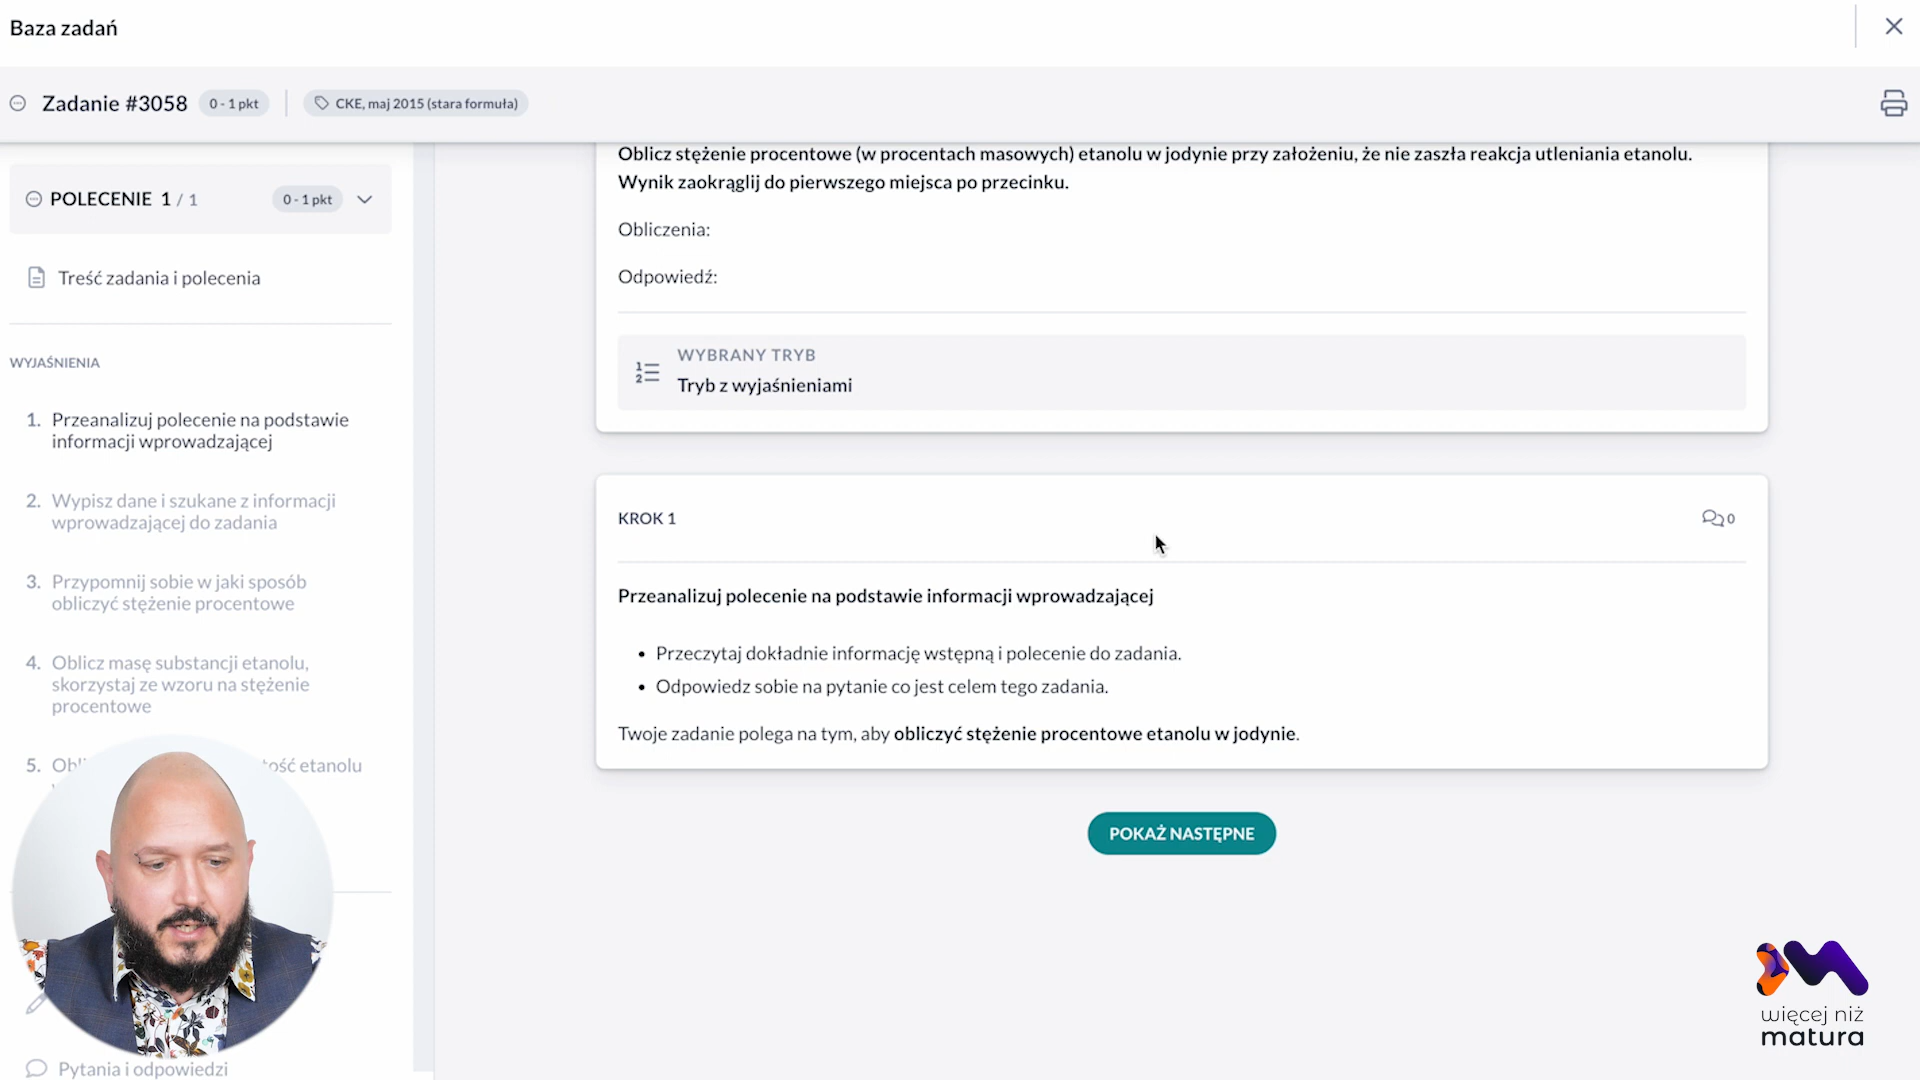 Baza zadań
Zadanie #3058
0 - 1 pkt
CKE, maj 2015 (stara formuła)
POLECENIE 1 / 1
0 - 1 pkt
Treść zadania i polecenia
WYJAŚNIENIA
1. Przeanalizuj polecenie na podstawie
informacji wprowadzającej
2. Wypisz dane i szukane z informacji
wprowadzającej do zadania
3. Przypomnij sobie w jaki sposób
obliczyć stężenie procentowe
4. Oblicz masę substancji etanolu,
skorzystaj ze wzoru na stężenie
procentowe
5. etanolu
Pytania i odpowiedzi
Oblicz stężenie procentowe (w procentach masowych) etanolu w jodynie przy założeniu, że nie zaszła reakcja utleniania etanolu.
Wynik zaokrąglij do pierwszego miejsca po przecinku.
Obliczenia:
Odpowiedź:
WYBRANY TRYB
Tryb z wyjaśnieniami
KROK 1
0
Przeanalizuj polecenie na podstawie informacji wprowadzającej
• Przeczytaj dokładnie informację wstępną i polecenie do zadania.
• Odpowiedz sobie na pytanie co jest celem tego zadania.
Twoje zadanie polega na tym, aby obliczyć stężenie procentowe etanolu w jodynie.
POKAŻ NASTĘPNE
więcej niż
matura